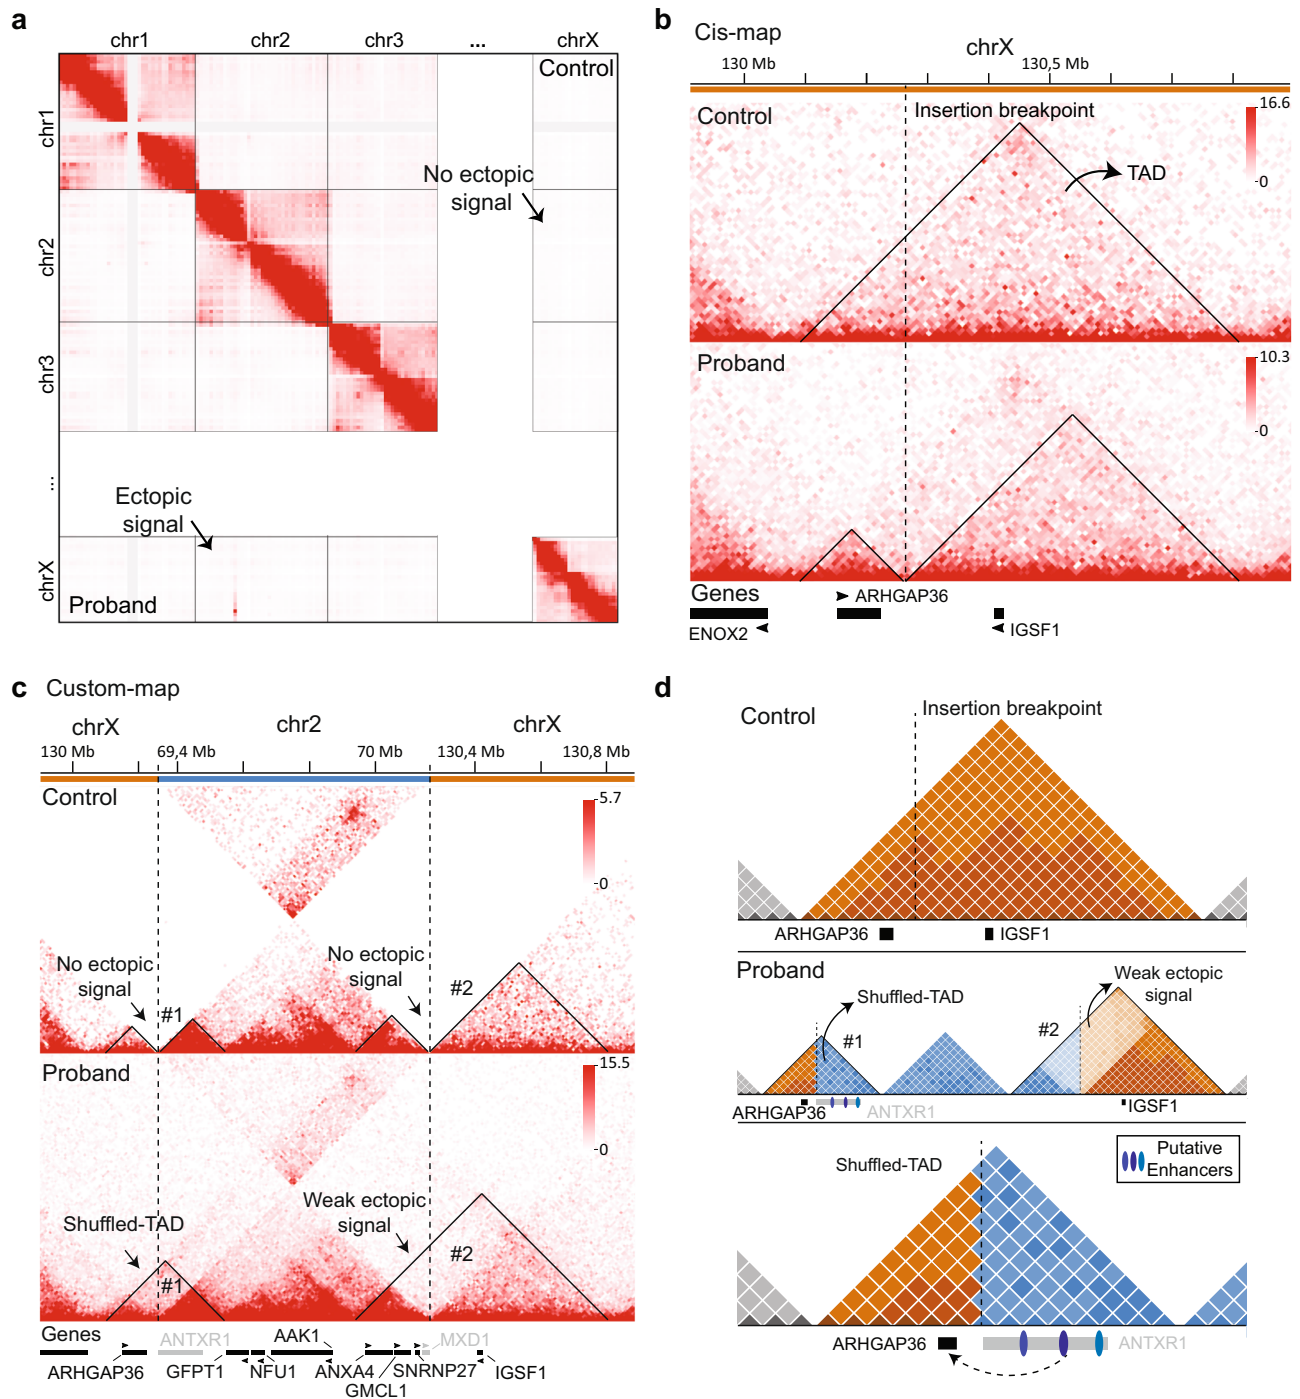 a
chr1 chr2 chr3 ... chrX
Control
chr1
No ectopic
signal
chr2
chr3
...
Ectopic
signal
chrX
Proband
b
Cis-map
chrX
130 Mb 130,5 Mb
Control
Insertion breakpoint
16.6
0
TAD
Proband
10.3
0
Genes
ARHGAP36
ENOX2
IGSF1
c Custom-map
chrX chr2 chrX
130 Mb 69,4 Mb 70 Mb 130,4 Mb 130,8 Mb
Control
5.7
0
No ectopic
signal
#1
No ectopic
signal
#2
Proband
15.5
0
Shuffled-TAD
#1
Weak ectopic
signal
#2
Genes
ANTXR1 AAK1 MXD1
ARHGAP36 GFPT1 NFU1 ANXA4 SNRNP27 IGSF1
GMCL1
d
Control
Insertion breakpoint
ARHGAP36 IGSF1
Proband
Shuffled-TAD
#1
Weak ectopic
signal
#2
ARHGAP36 ANTXR1 IGSF1
Shuffled-TAD
Putative
Enhancers
ARHGAP36 ANTXR1